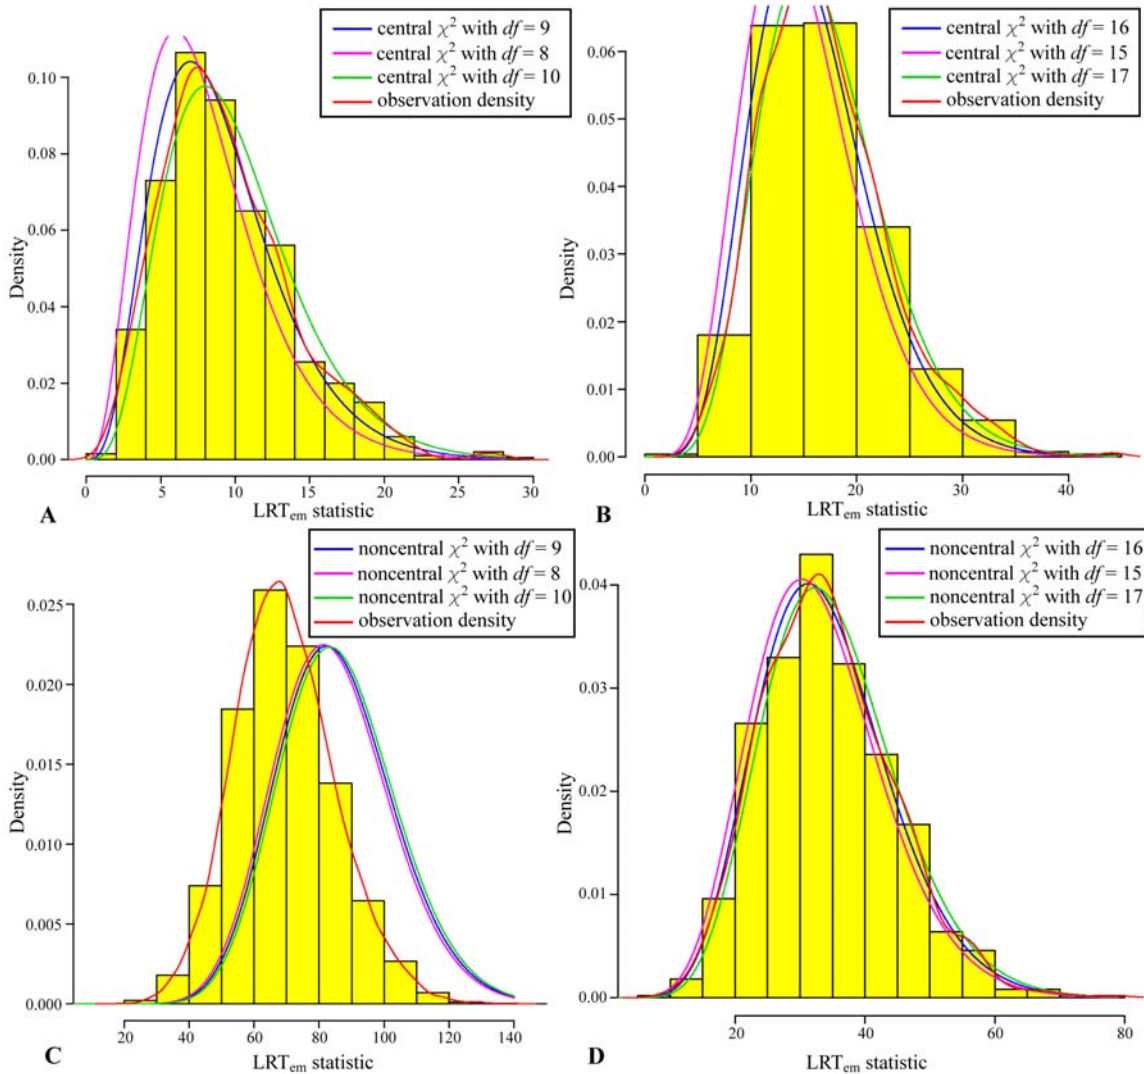 central χ² with df = 9
central χ² with df = 8
central χ² with df = 10
observation density
0.10
0.08
0.06
0.04
0.02
0.00
Density
0 5 10 15 20 25 30
LRTem statistic
A
central χ² with df = 16
central χ² with df = 15
central χ² with df = 17
observation density
0.06
0.05
0.04
0.03
0.02
0.01
0.00
Density
0 10 20 30 40
LRTem statistic
B
noncentral χ² with df = 9
noncentral χ² with df = 8
noncentral χ² with df = 10
observation density
0.025
0.020
0.015
0.010
0.005
0.000
Density
20 40 60 80 100 120 140
LRTem statistic
C
noncentral χ² with df = 16
noncentral χ² with df = 15
noncentral χ² with df = 17
observation density
0.04
0.03
0.02
0.01
0.00
Density
20 40 60 80
LRTem statistic
D